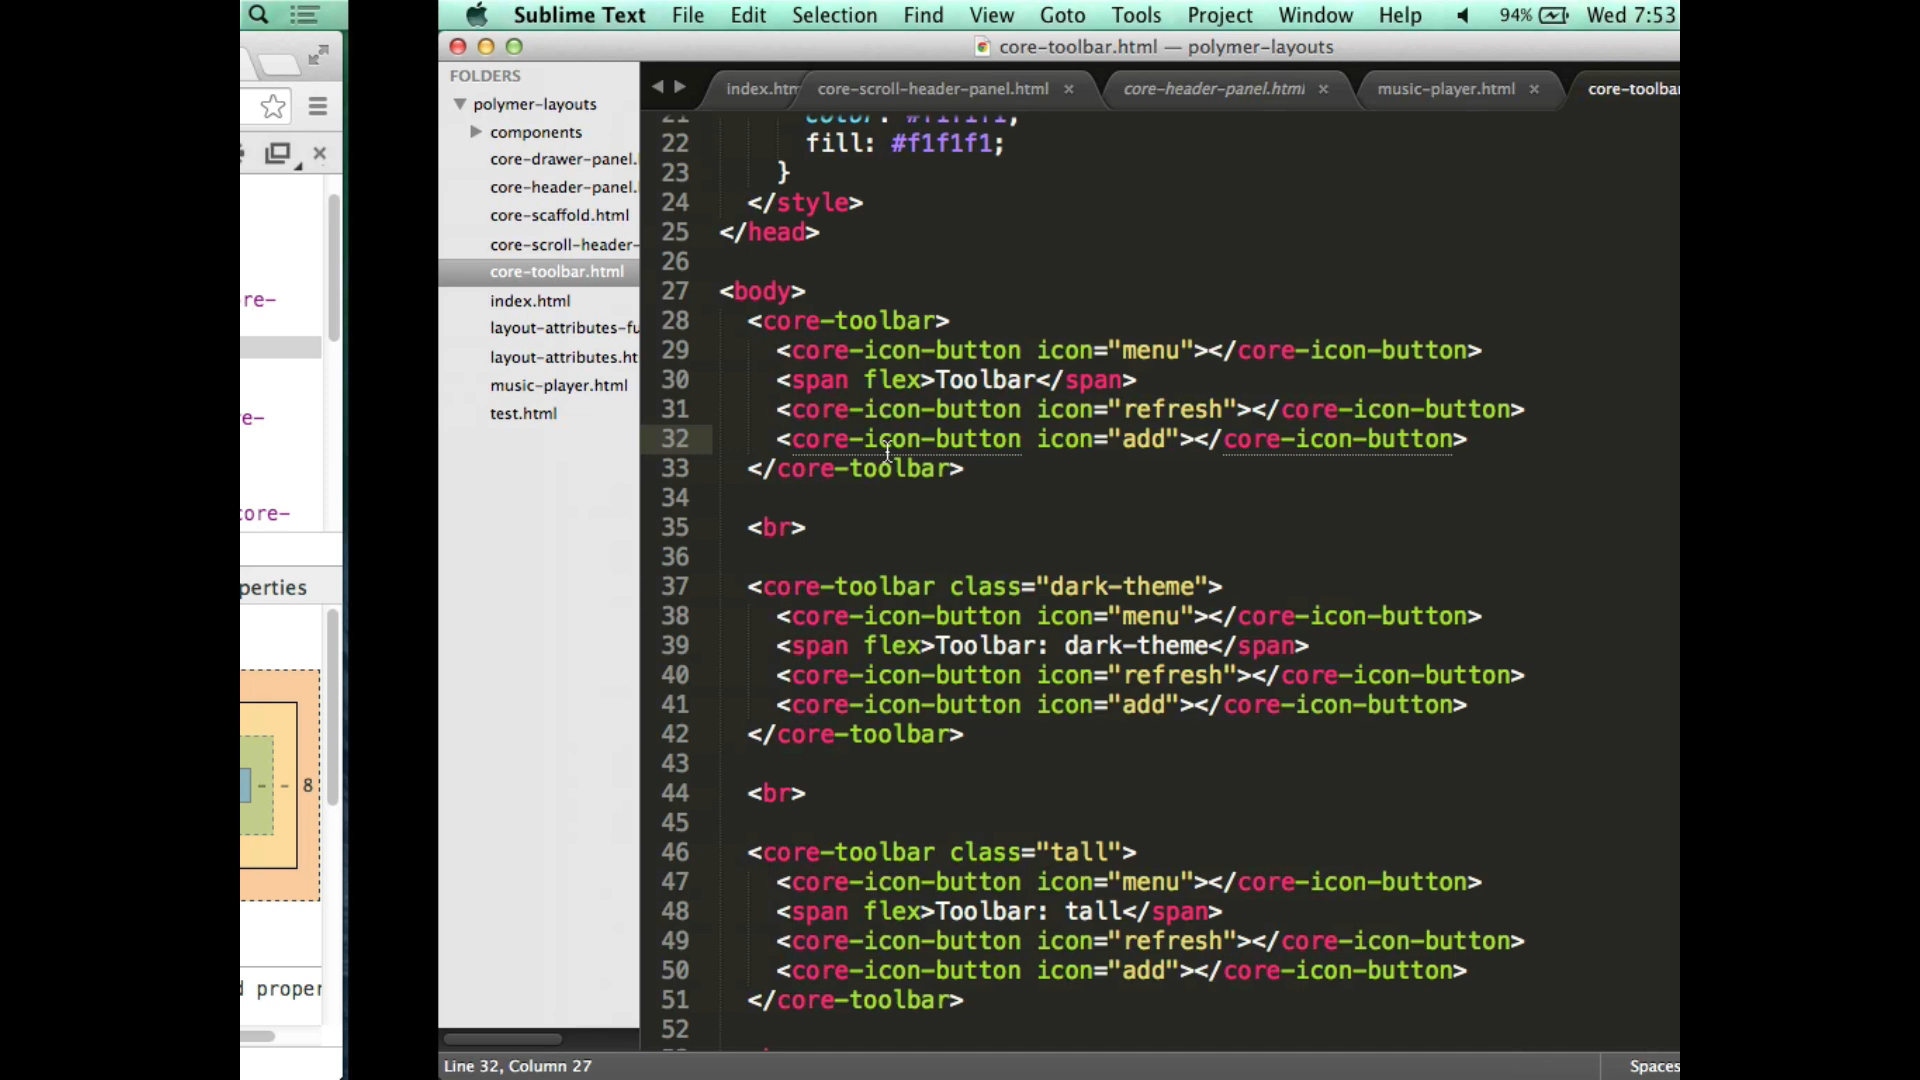 Sublime Text File Edit Selection Find View Goto Tools Project Window Help 94% Wed 7:53
core-toolbar.html — polymer-layouts
FOLDERS
polymer-layouts
components
core-drawer-panel.
core-header-panel.
core-scaffold.html
core-scroll-header-
core-toolbar.html
index.html
layout-attributes-fu
layout-attributes.ht
music-player.html
test.html
re-
re-
core-
perties
- - 8
d proper
index.htm core-scroll-header-panel.html × core-header-panel.html × music-player.html × core-toolbar
21 color: #f1f1f1;
22 fill: #f1f1f1;
23 }
24 </style>
25 </head>
26
27 <body>
28 <core-toolbar>
29 <core-icon-button icon="menu"></core-icon-button>
30 <span flex>Toolbar</span>
31 <core-icon-button icon="refresh"></core-icon-button>
32 <core-icon-button icon="add"></core-icon-button>
33 </core-toolbar>
34
35 <br>
36
37 <core-toolbar class="dark-theme">
38 <core-icon-button icon="menu"></core-icon-button>
39 <span flex>Toolbar: dark-theme</span>
40 <core-icon-button icon="refresh"></core-icon-button>
41 <core-icon-button icon="add"></core-icon-button>
42 </core-toolbar>
43
44 <br>
45
46 <core-toolbar class="tall">
47 <core-icon-button icon="menu"></core-icon-button>
48 <span flex>Toolbar: tall</span>
49 <core-icon-button icon="refresh"></core-icon-button>
50 <core-icon-button icon="add"></core-icon-button>
51 </core-toolbar>
52
Line 32, Column 27 Spaces